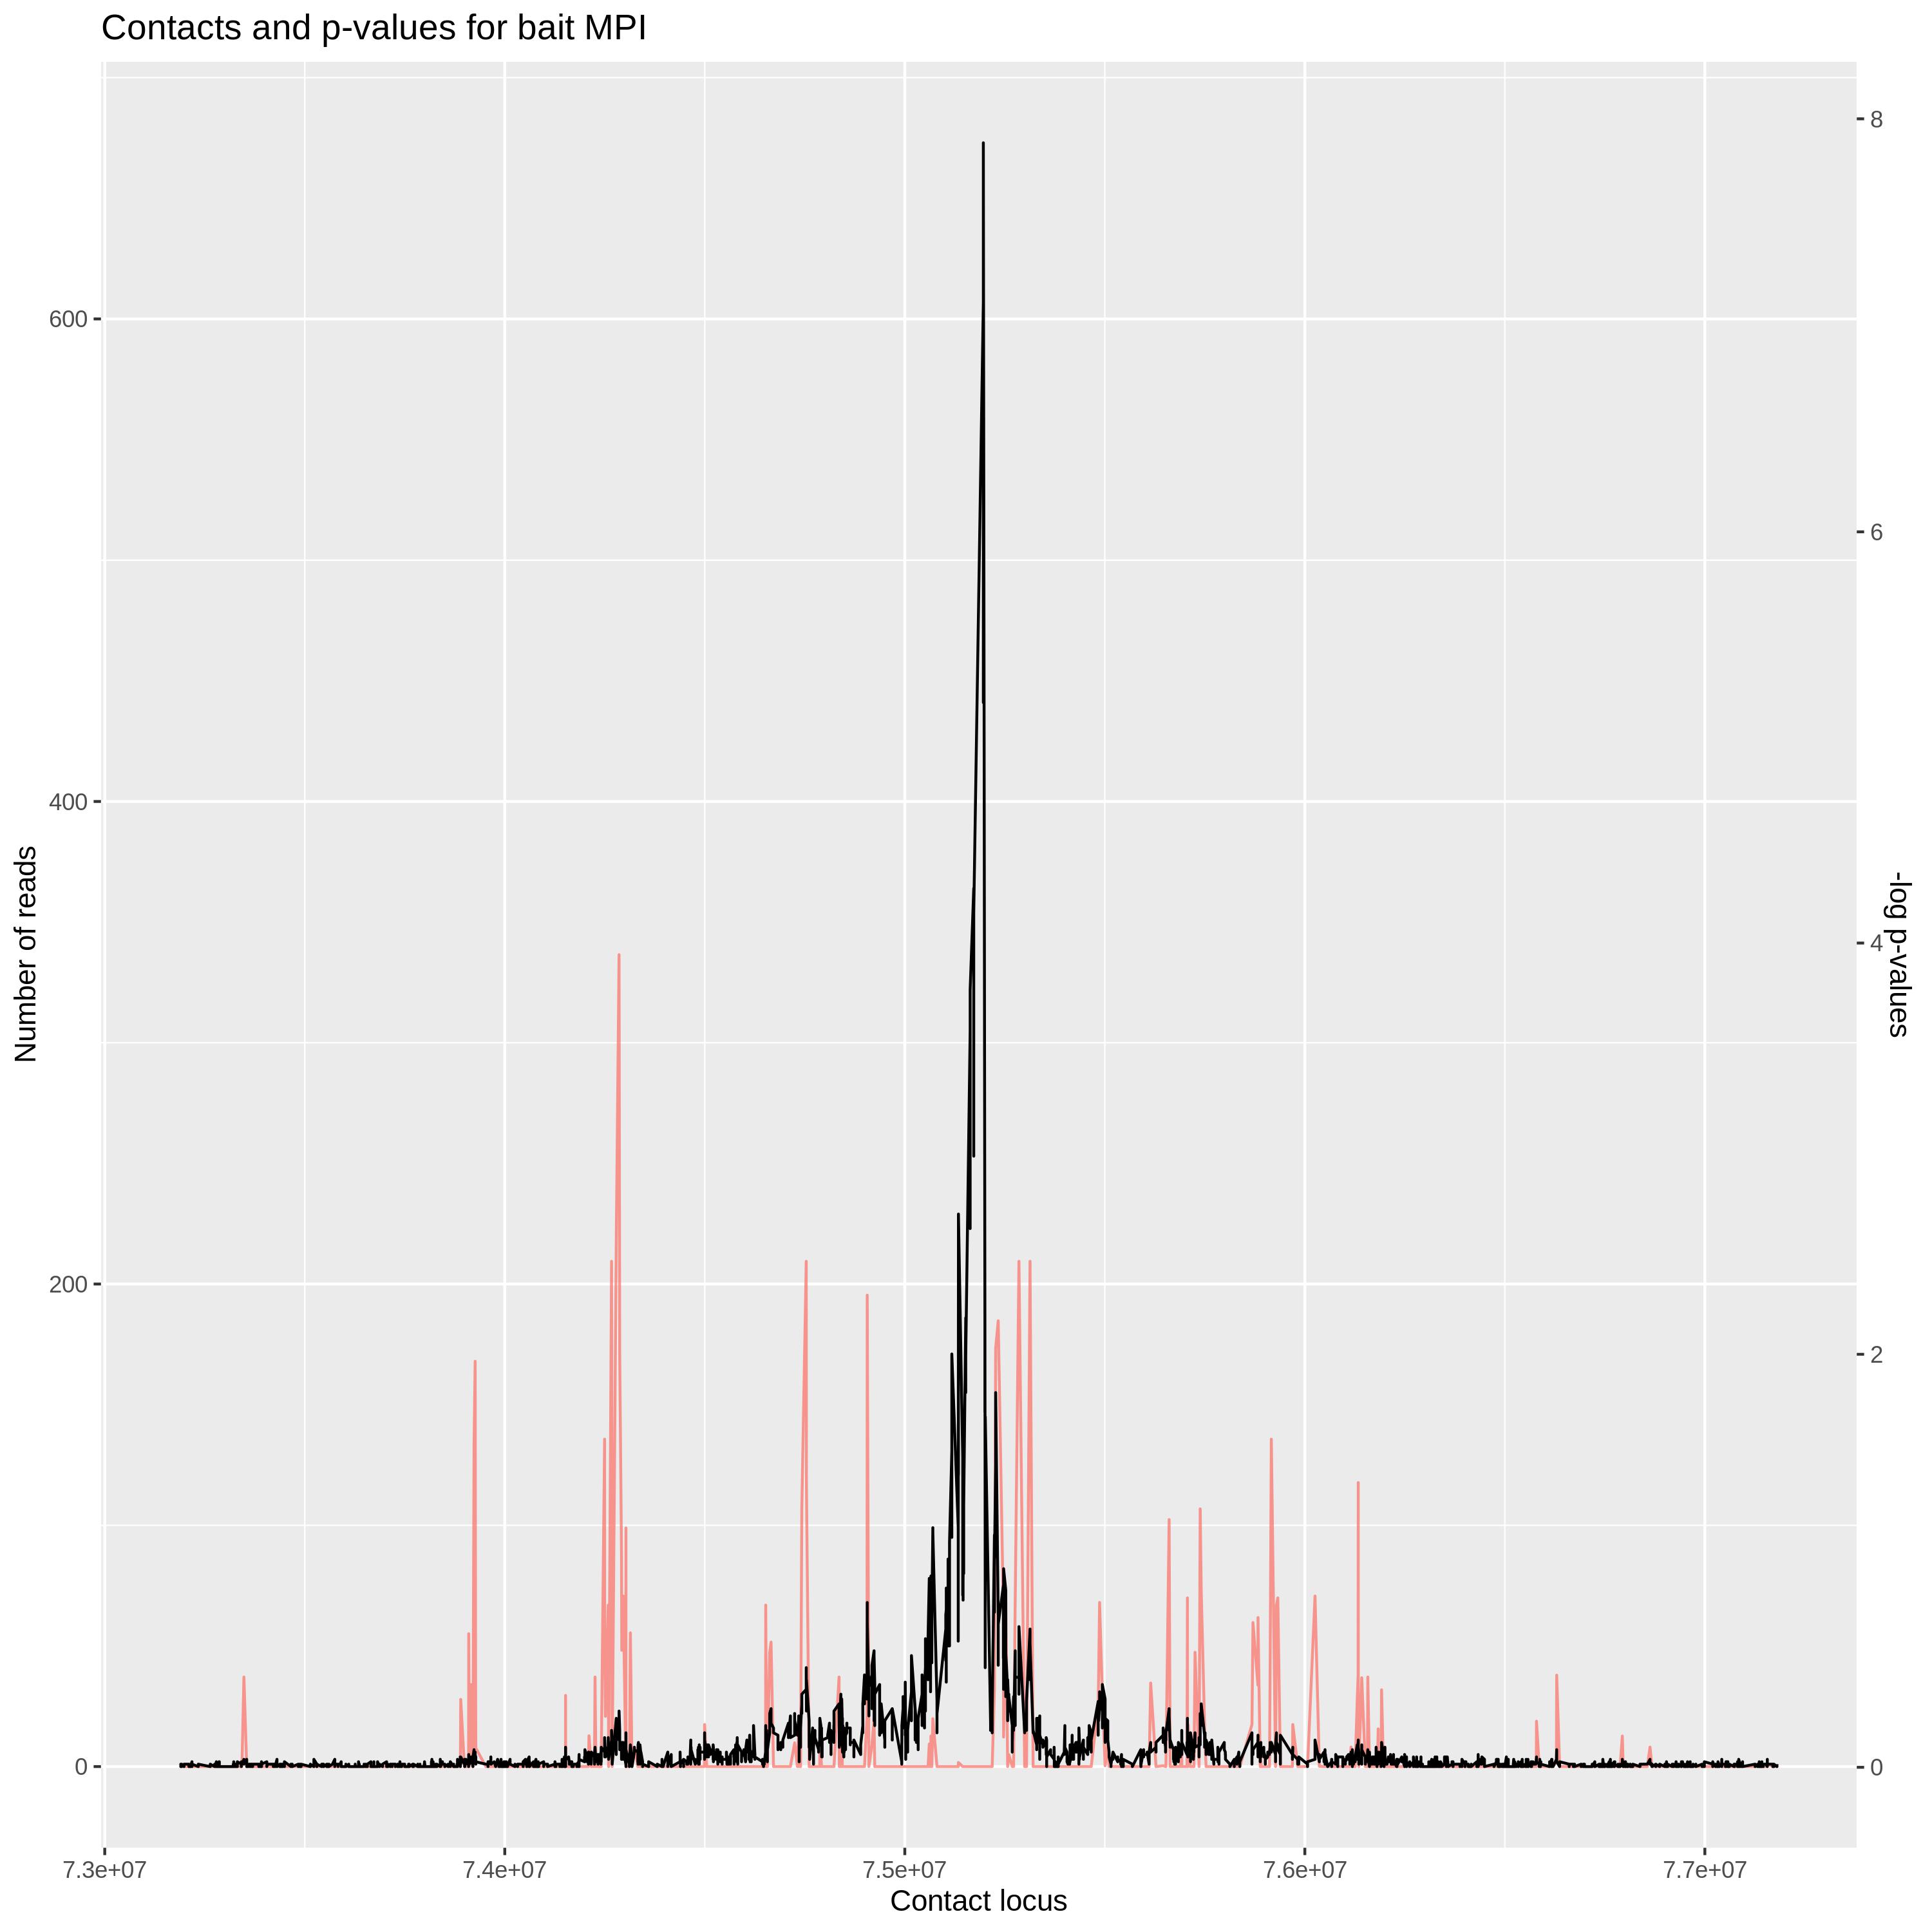 Contacts and p-values for bait MPI
Number of reads
600
400
200
0
8
6
4
2
0
-log p-values
7.3e+07
7.4e+07
7.5e+07
7.6e+07
7.7e+07
Contact locus